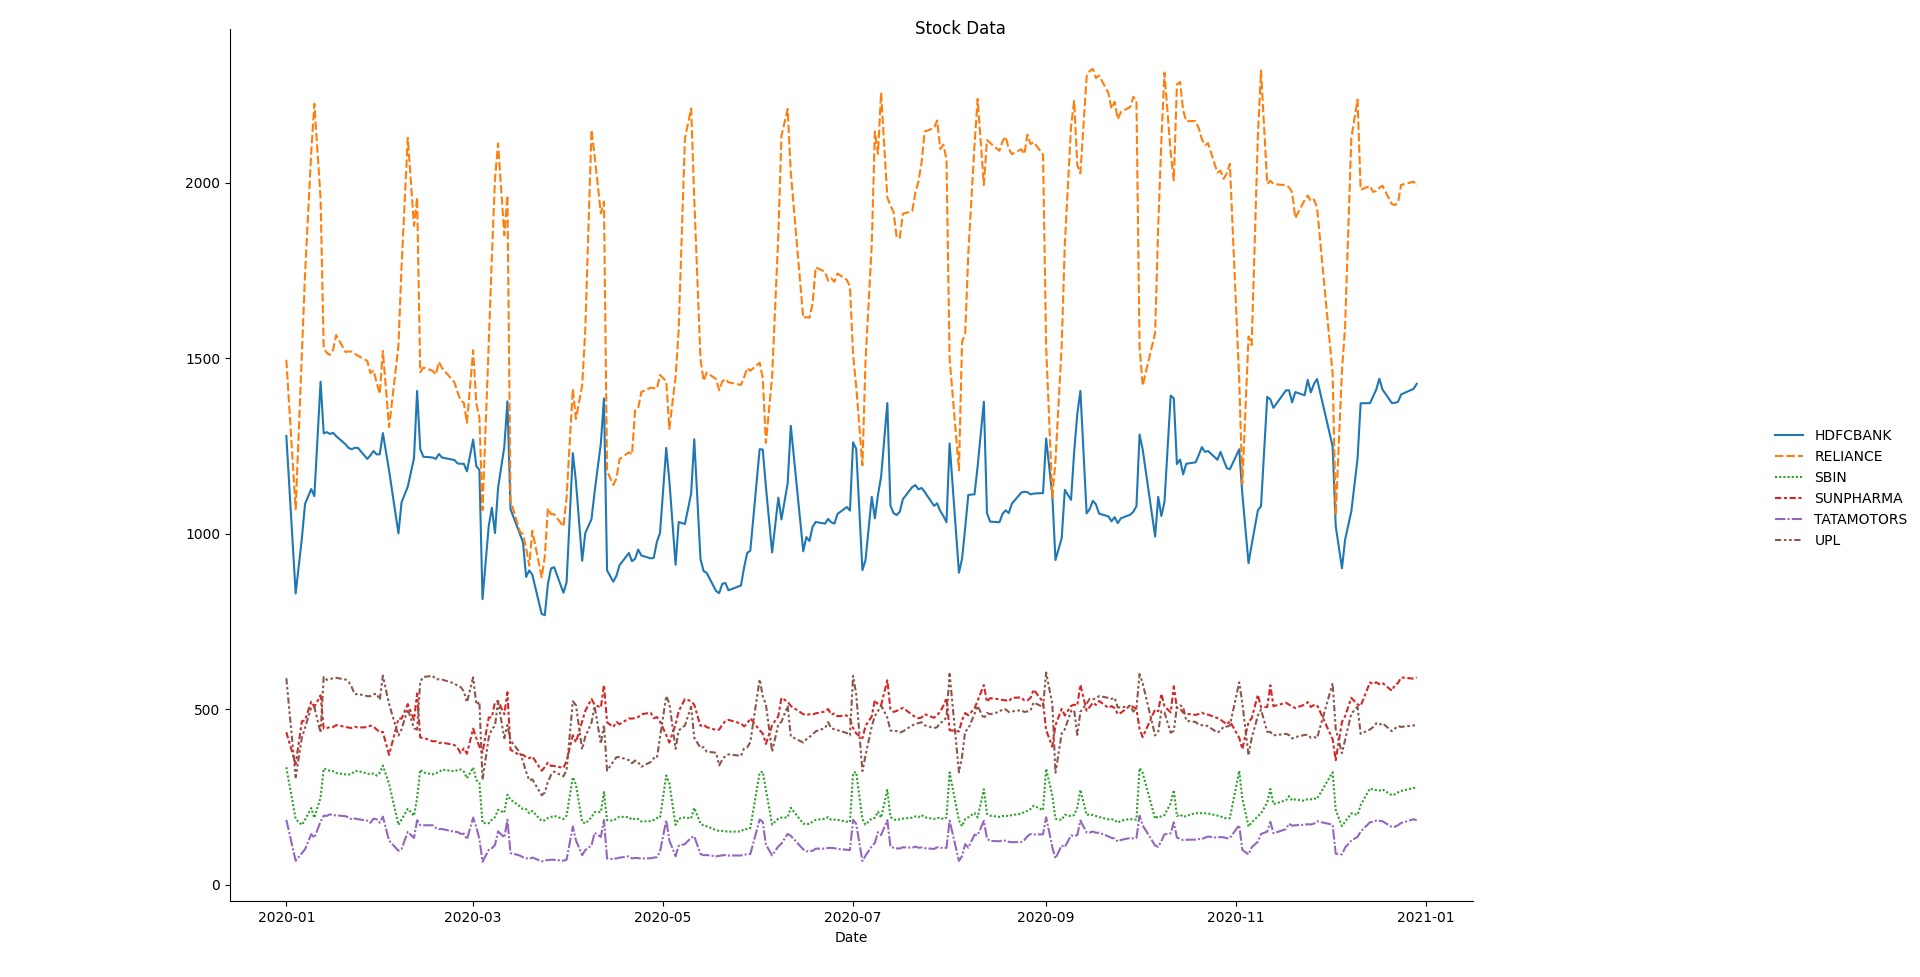 Stock Data
2000
1500
1000
500
0
2020-01 2020-03 2020-05 2020-07 2020-09 2020-11 2021-01
Date
HDFCBANK
RELIANCE
SBIN
SUNPHARMA
TATAMOTORS
UPL